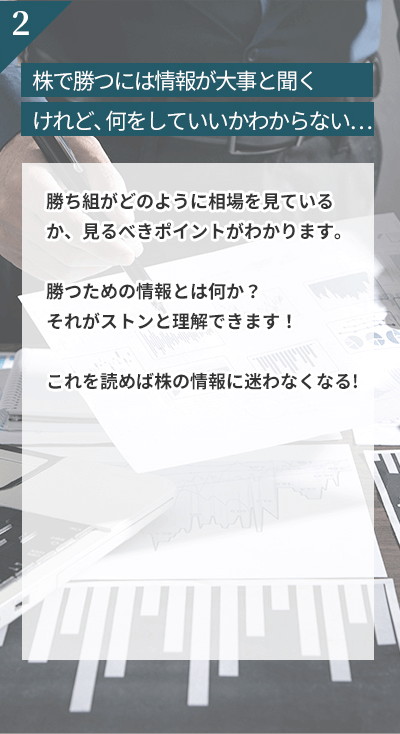 2
株で勝つには情報が大事と聞く
けれど、何をしていいかわからない…
勝ち組がどのように相場を見ている
か、見るべきポイントがわかります。
勝つための情報とは何か？
それがストンと理解できます！
これを読めば株の情報に迷わなくなる!